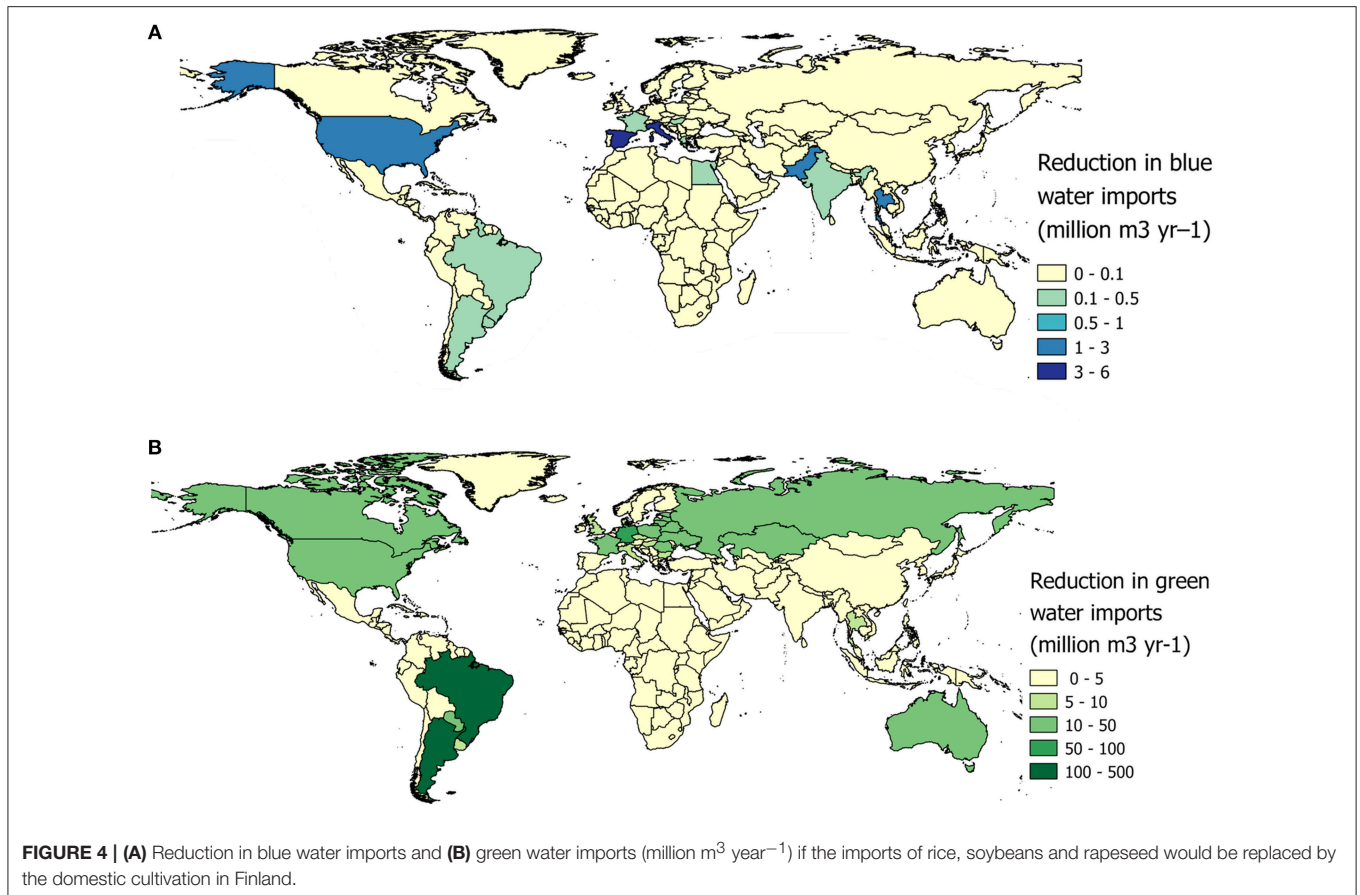 A
Reduction in blue
water imports
(million m3 yr–1)
0 - 0.1
0.1 - 0.5
0.5 - 1
1 - 3
3 - 6
B
Reduction in green
water imports
(million m3 yr-1)
0 - 5
5 - 10
10 - 50
50 - 100
100 - 500
FIGURE 4 | (A) Reduction in blue water imports and (B) green water imports (million m³ year⁻¹) if the imports of rice, soybeans and rapeseed would be replaced by
the domestic cultivation in Finland.